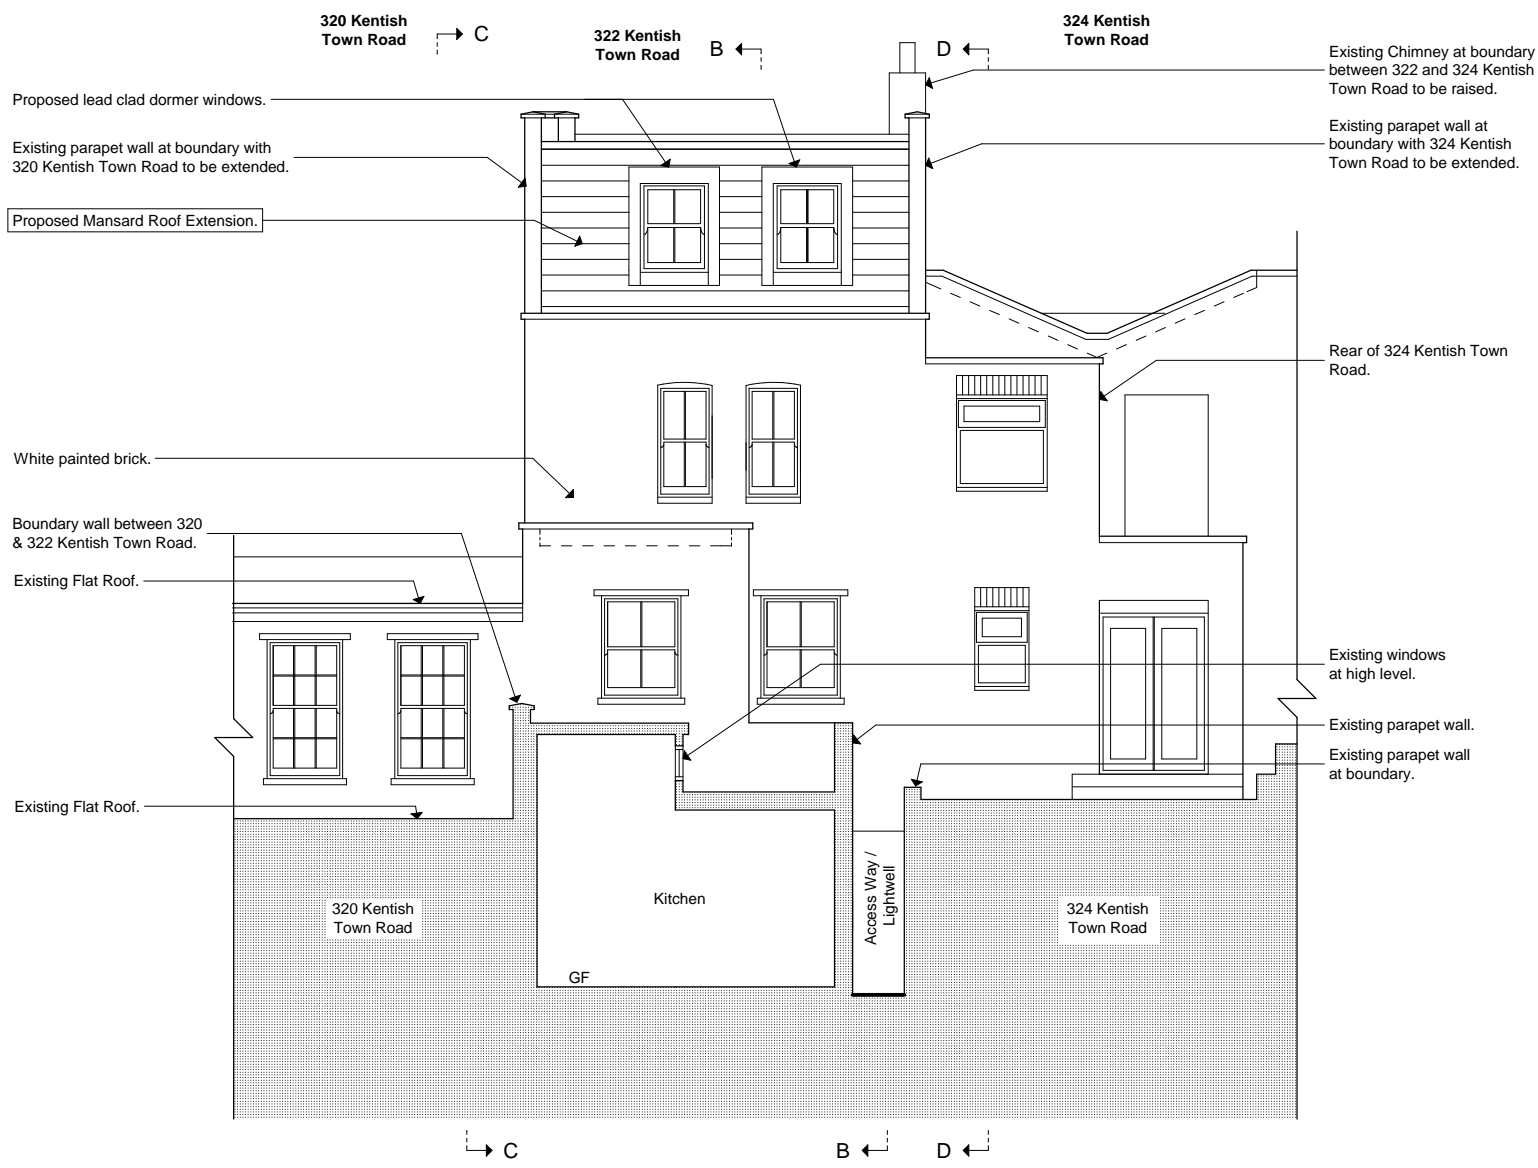 320 Kentish
Town Road
C
322 Kentish
Town Road
B
D
324 Kentish
Town Road
Existing Chimney at boundary
between 322 and 324 Kentish
Town Road to be raised.
Proposed lead clad dormer windows.
Existing parapet wall at boundary with
320 Kentish Town Road to be extended.
Existing parapet wall at
boundary with 324 Kentish
Town Road to be extended.
Proposed Mansard Roof Extension.
Rear of 324 Kentish Town
Road.
White painted brick.
Boundary wall between 320
& 322 Kentish Town Road.
Existing Flat Roof.
Existing windows
at high level.
Existing parapet wall.
Existing parapet wall
at boundary.
Existing Flat Roof.
320 Kentish
Town Road
Kitchen
GF
Access Way /
Lightwell
324 Kentish
Town Road
C
B
D